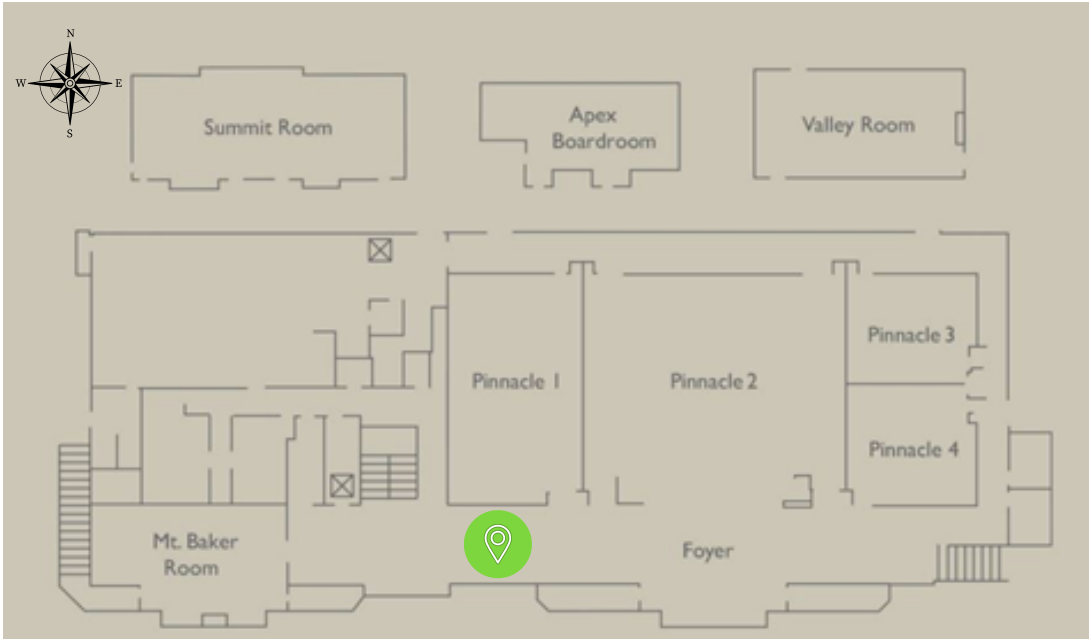 N
W E
S
Summit Room
Apex
Boardroom
Valley Room
Pinnacle 1
Pinnacle 2
Pinnacle 3
Pinnacle 4
Mt. Baker
Room
Foyer